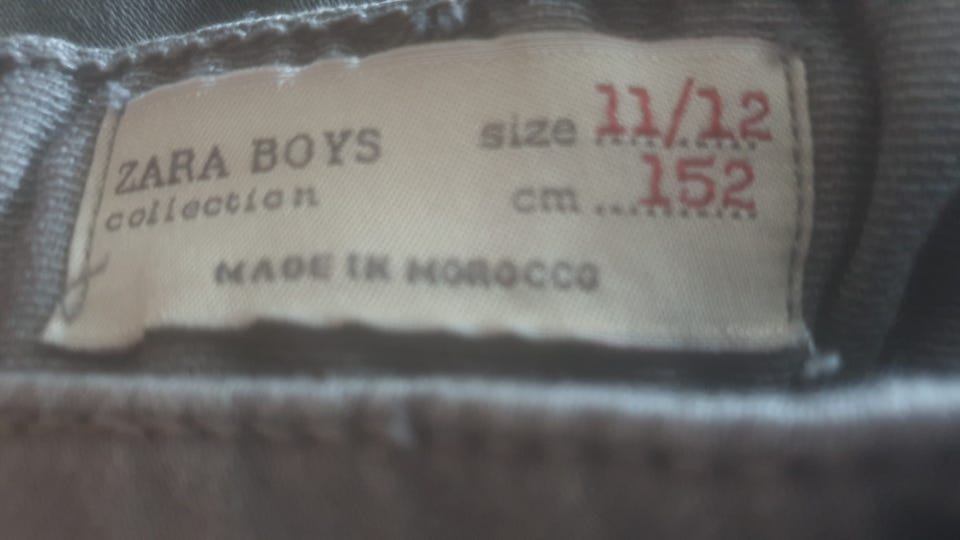 ZARA BOYS
collection
size 11/12
cm 152
MADE IN MOROCCO